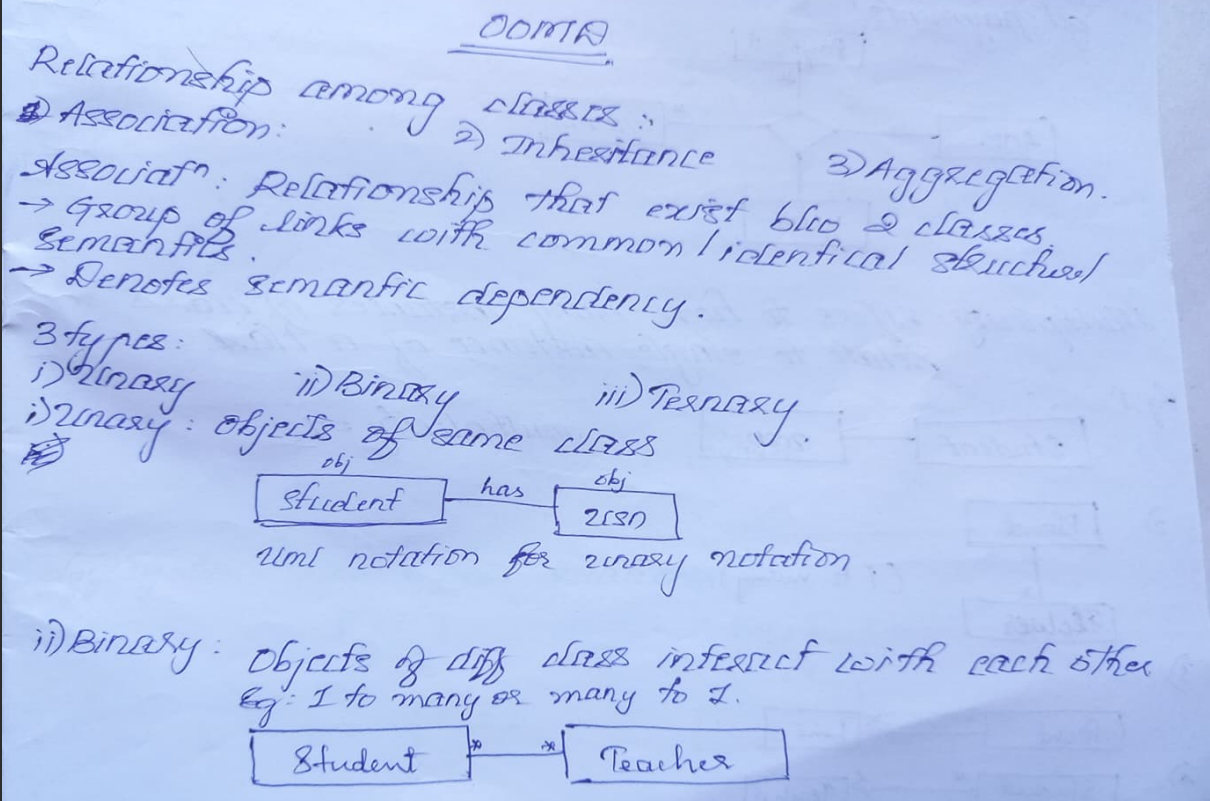 OOMD
Relationship among classes :
1) Association: 2) Inheritance 3) Aggregation.
Associatⁿ: Relationship that exist b/w 2 classes.
→ Group of links with common / identical structure/
semantics.
→ Denotes semantic dependency.
3 types:
i) Unary ii) Binary iii) Ternary
i) Unary : Objects of same class
obj obj
Student has USN
UML notation for unary notation
ii) Binary : Objects of diff class interact with each other
Eg: 1 to many or many to 1.
Student * * Teacher